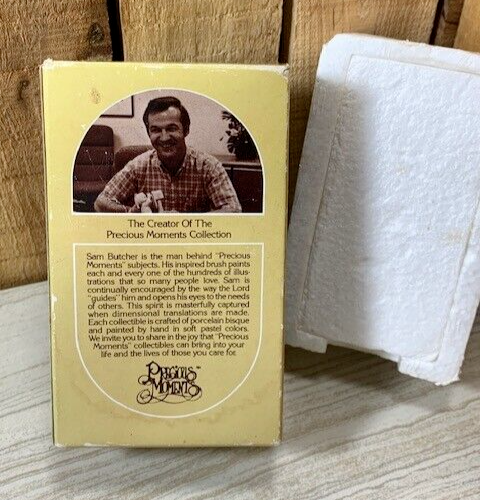 The Creator Of The
Precious Moments Collection
Sam Butcher is the man behind "Precious
Moments" subjects. His inspired brush paints
each and every one of the hundreds of illus-
trations that so many people love. Sam is
continually encouraged by the way the Lord
"guides" him and opens his eyes to the needs
of others. This spirit is masterfully captured
when dimensional translations are made.
Each collectible is crafted of porcelain bisque
and painted by hand in soft pastel colors.
We invite you to share in the joy that "Precious
Moments" collectibles can bring into your
life and the lives of those you care for.
PRECIOUS
MOMENTS™